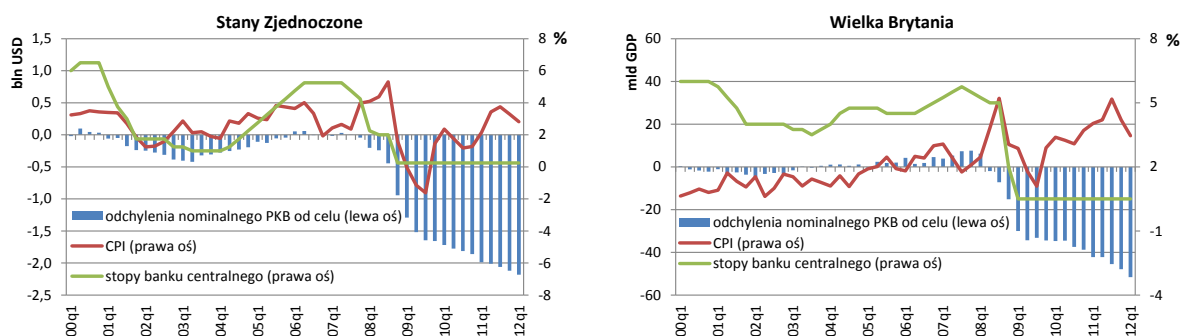 Stany Zjednoczone
bln USD
%
1,5
1,0
0,5
0,0
-0,5
-1,0
-1,5
-2,0
-2,5
8
6
4
2
0
-2
-4
-6
-8
odchylenia nominalnego PKB od celu (lewa oś)
CPI (prawa oś)
stopy banku centralnego (prawa oś)
00q1
01q1
02q1
03q1
04q1
05q1
06q1
07q1
08q1
09q1
10q1
11q1
12q1
Wielka Brytania
mld GDP
%
60
40
20
0
-20
-40
-60
8
5
2
-1
-4
odchylenia nominalnego PKB od celu (lewa oś)
CPI (prawa oś)
stopy banku centralnego (prawa oś)
00q1
01q1
02q1
03q1
04q1
05q1
06q1
07q1
08q1
09q1
10q1
11q1
12q1